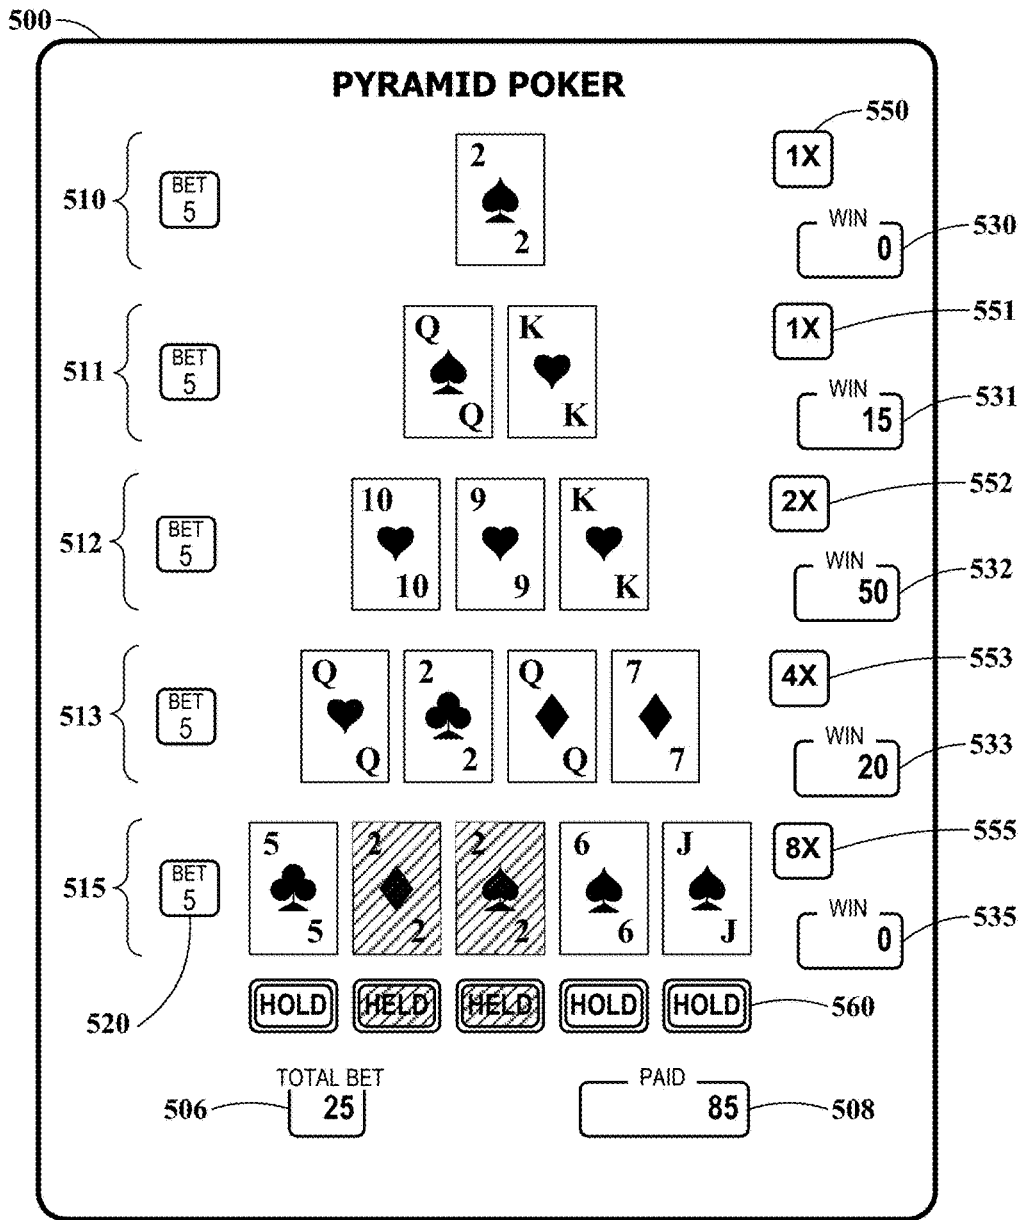 500
PYRAMID POKER
550
2
1X
510
BET
5
2
WIN
0
530
551
Q
K
1X
511
BET
5
Q
K
WIN
15
531
552
10
9
K
2X
512
BET
5
10
9
K
WIN
50
532
553
Q
2
Q
7
4X
513
BET
5
Q
2
Q
7
WIN
20
533
555
5
2
2
6
J
8X
515
BET
5
5
2
2
6
J
WIN
0
535
520
HOLD
HELD
HELD
HOLD
HOLD
560
TOTAL BET
25
506
PAID
85
508